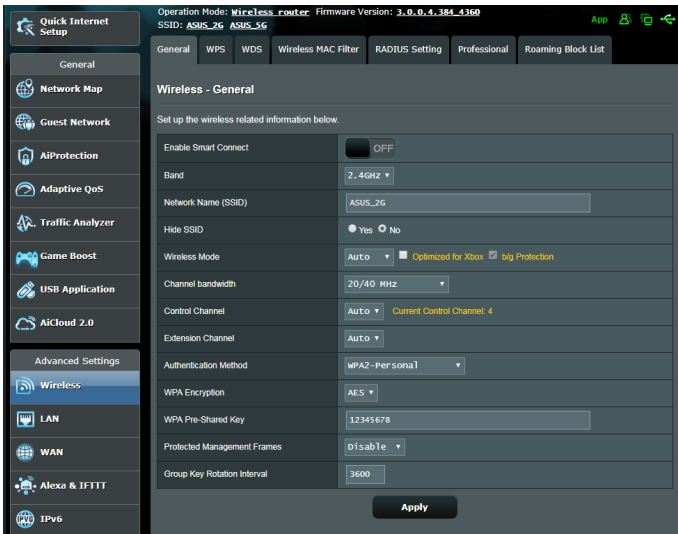 Quick Internet Setup
Operation Mode: Wireless router Firmware Version: 3.0.0.4.384_4360
SSID: ASUS_2G ASUS_5G
App
General WPS WDS Wireless MAC Filter RADIUS Setting Professional Roaming Block List
General
Network Map
Guest Network
AiProtection
Adaptive QoS
Traffic Analyzer
Game Boost
USB Application
AiCloud 2.0
Advanced Settings
Wireless
LAN
WAN
Alexa & IFTTT
IPv6
Wireless - General
Set up the wireless related information below.
Enable Smart Connect OFF
Band 2.4GHz
Network Name (SSID) ASUS_2G
Hide SSID Yes No
Wireless Mode Auto Optimized for Xbox b/g Protection
Channel bandwidth 20/40 MHz
Control Channel Auto Current Control Channel: 4
Extension Channel Auto
Authentication Method WPA2-Personal
WPA Encryption AES
WPA Pre-Shared Key 12345678
Protected Management Frames Disable
Group Key Rotation Interval 3600
Apply